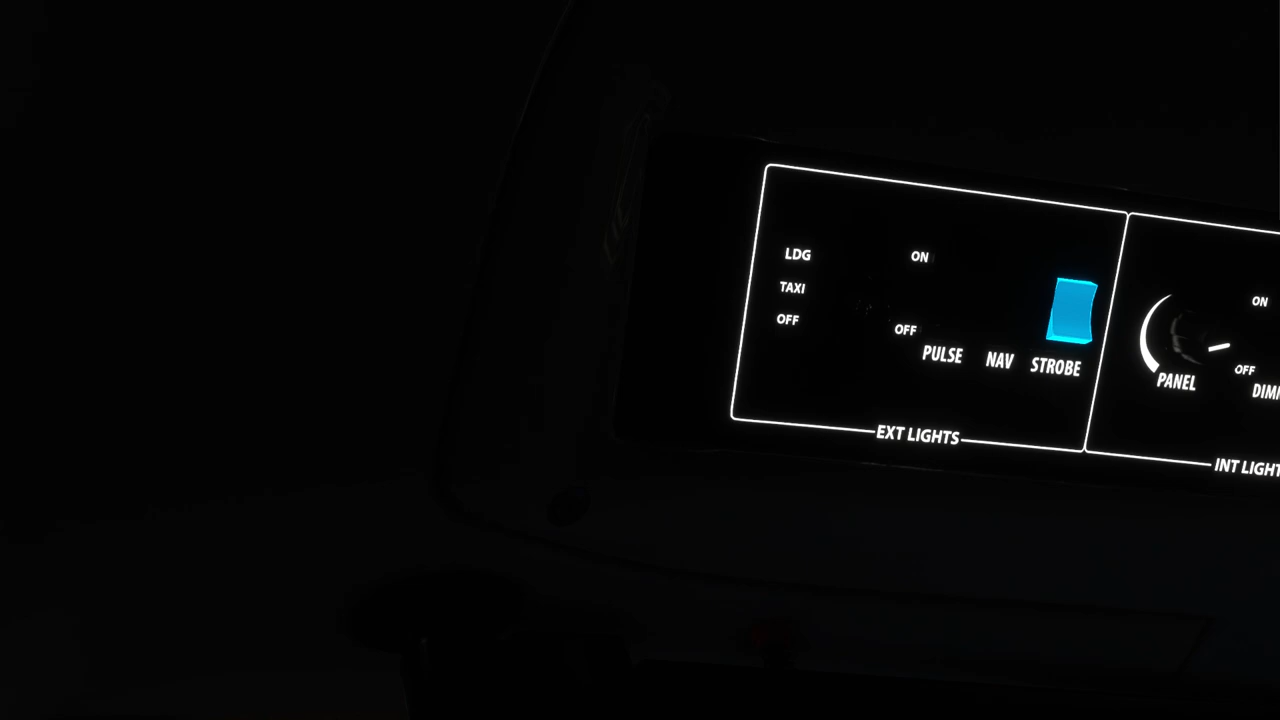 LDG
TAXI
OFF
ON
OFF
PULSE
NAV
STROBE
EXT LIGHTS
PANEL
ON
OFF
DIM
INT LIGHT